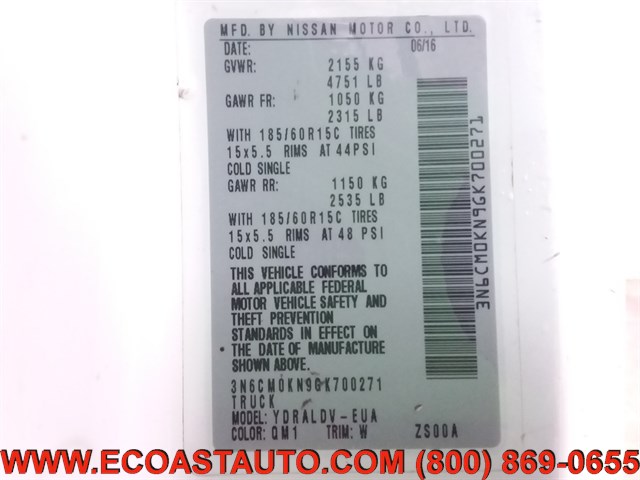 MFD. BY NISSAN MOTOR CO., LTD.
DATE: 06/16
GVWR: 2155 KG
4751 LB
GAWR FR: 1050 KG
2315 LB
WITH 185/60R15C TIRES
15x5.5 RIMS AT 44PSI
COLD SINGLE
GAWR RR: 1150 KG
2535 LB
WITH 185/60R15C TIRES
15x5.5 RIMS AT 48 PSI
COLD SINGLE
THIS VEHICLE CONFORMS TO
ALL APPLICABLE FEDERAL
MOTOR VEHICLE SAFETY AND
THEFT PREVENTION
STANDARDS IN EFFECT ON
THE DATE OF MANUFACTURE
SHOWN ABOVE.
3N6CM0KN9GK700271
TRUCK
MODEL: YDRALDV-EUA
COLOR: QM1 TRIM: W ZS00A
3N6CM0KN9GK700271
WWW.ECOASTAUTO.COM (800) 869-0655